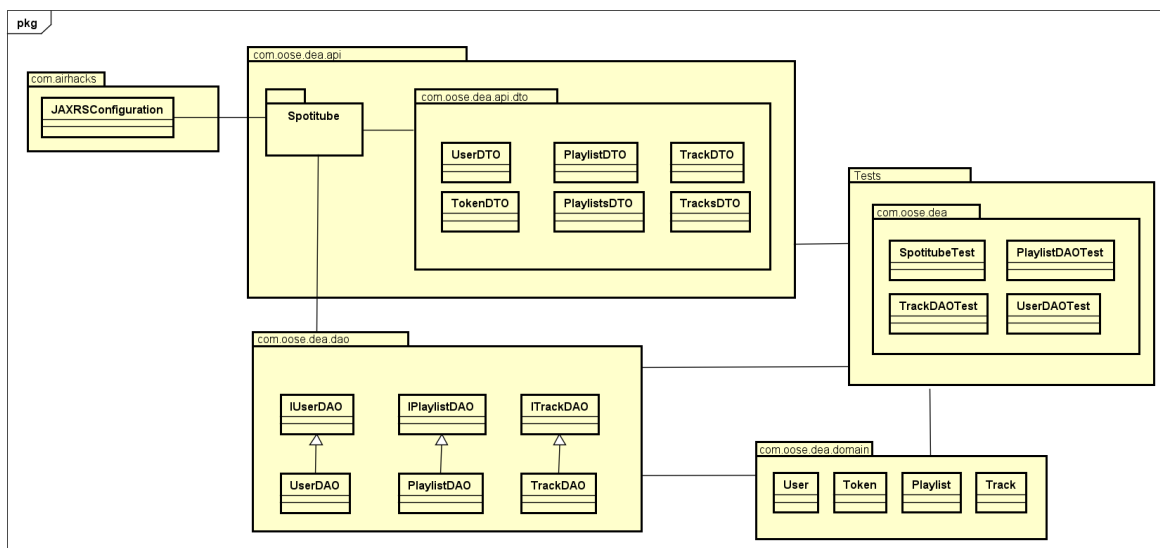 pkg
com.oose.dea.api
com.airhacks
JAXRSConfiguration
Spotitube
com.oose.dea.api.dto
UserDTO
PlaylistDTO
TrackDTO
TokenDTO
PlaylistsDTO
TracksDTO
Tests
com.oose.dea
SpotitubeTest
PlaylistDAOTest
TrackDAOTest
UserDAOTest
com.oose.dea.dao
IUserDAO
IPlaylistDAO
ITrackDAO
UserDAO
PlaylistDAO
TrackDAO
com.oose.dea.domain
User
Token
Playlist
Track